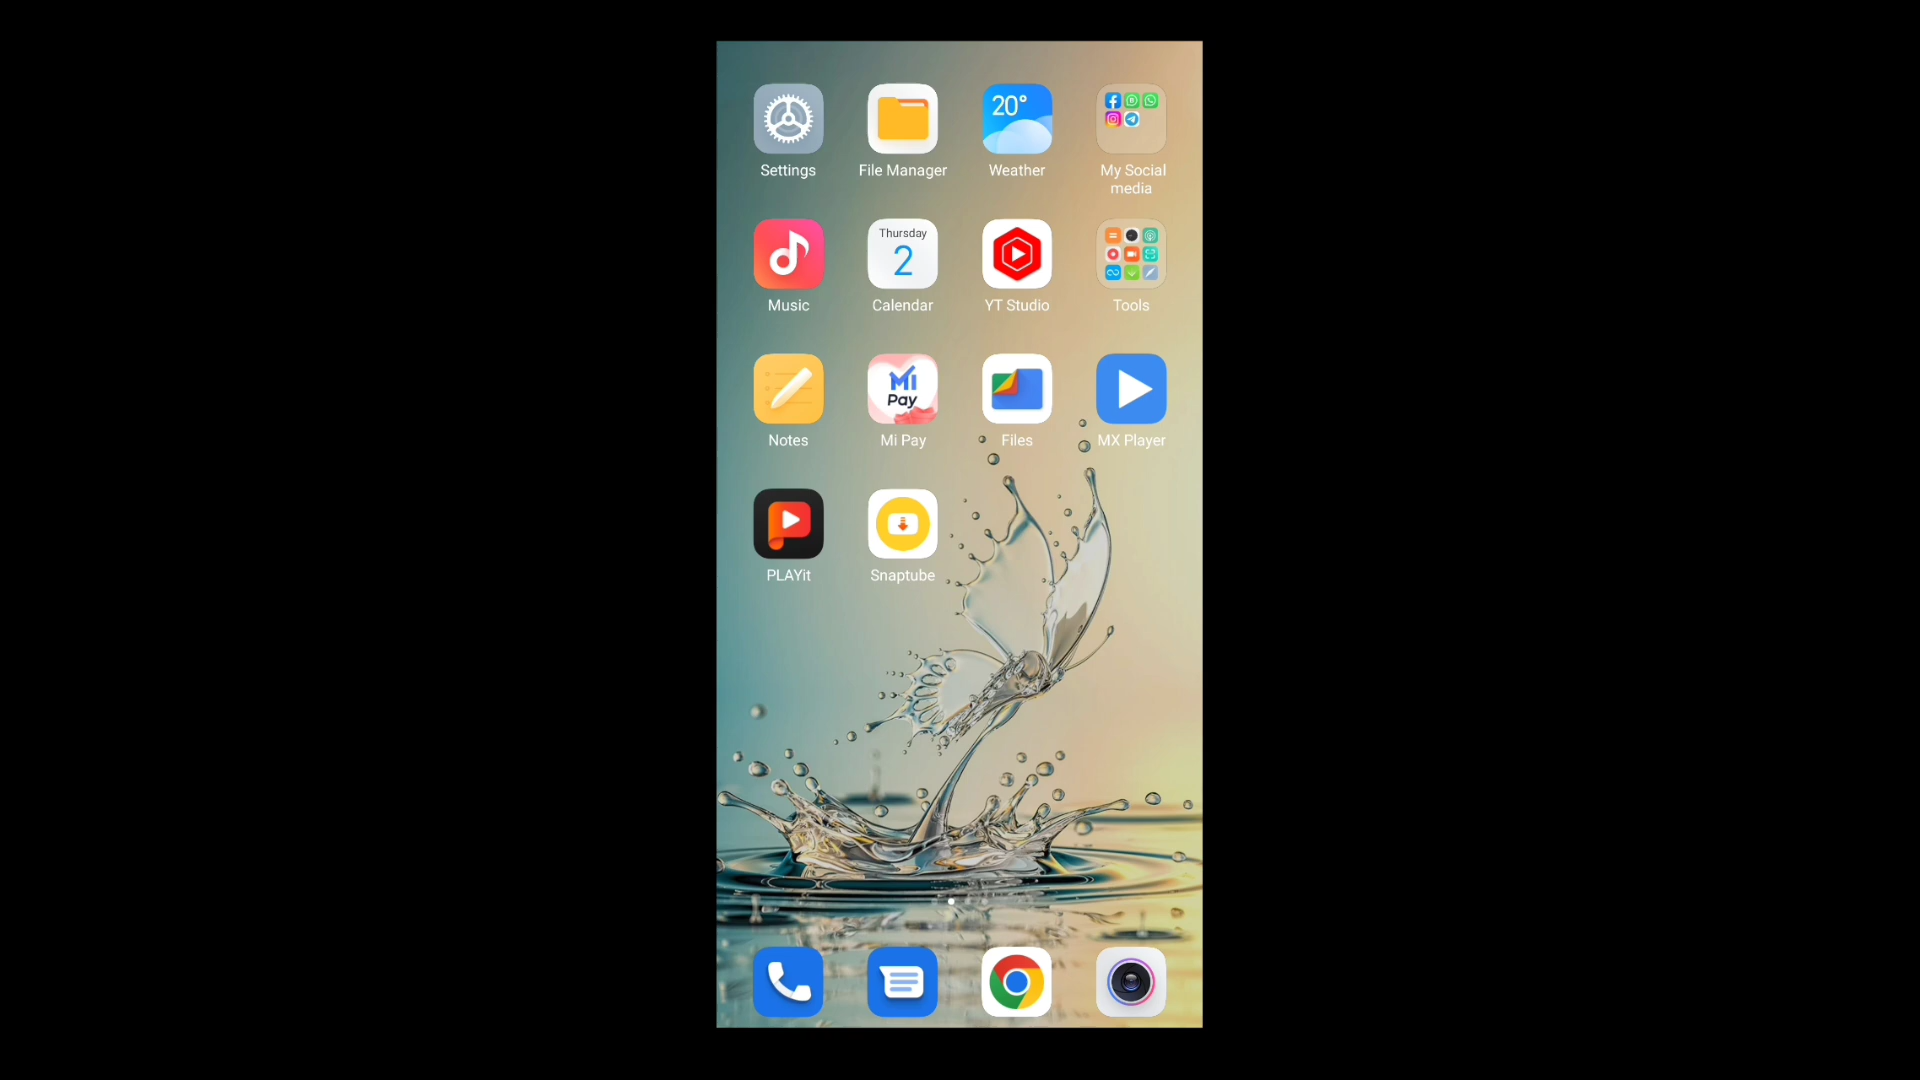 20°
Settings
File Manager
Weather
My Social
media
Thursday
2
Music
Calendar
YT Studio
Tools
Mi
Pay
Notes
Mi Pay
Files
MX Player
PLAYit
Snaptube